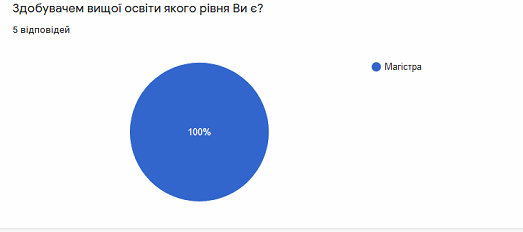 Здобувачем вищої освіти якого рівня Ви є?
5 відповідей
Магістра
100%